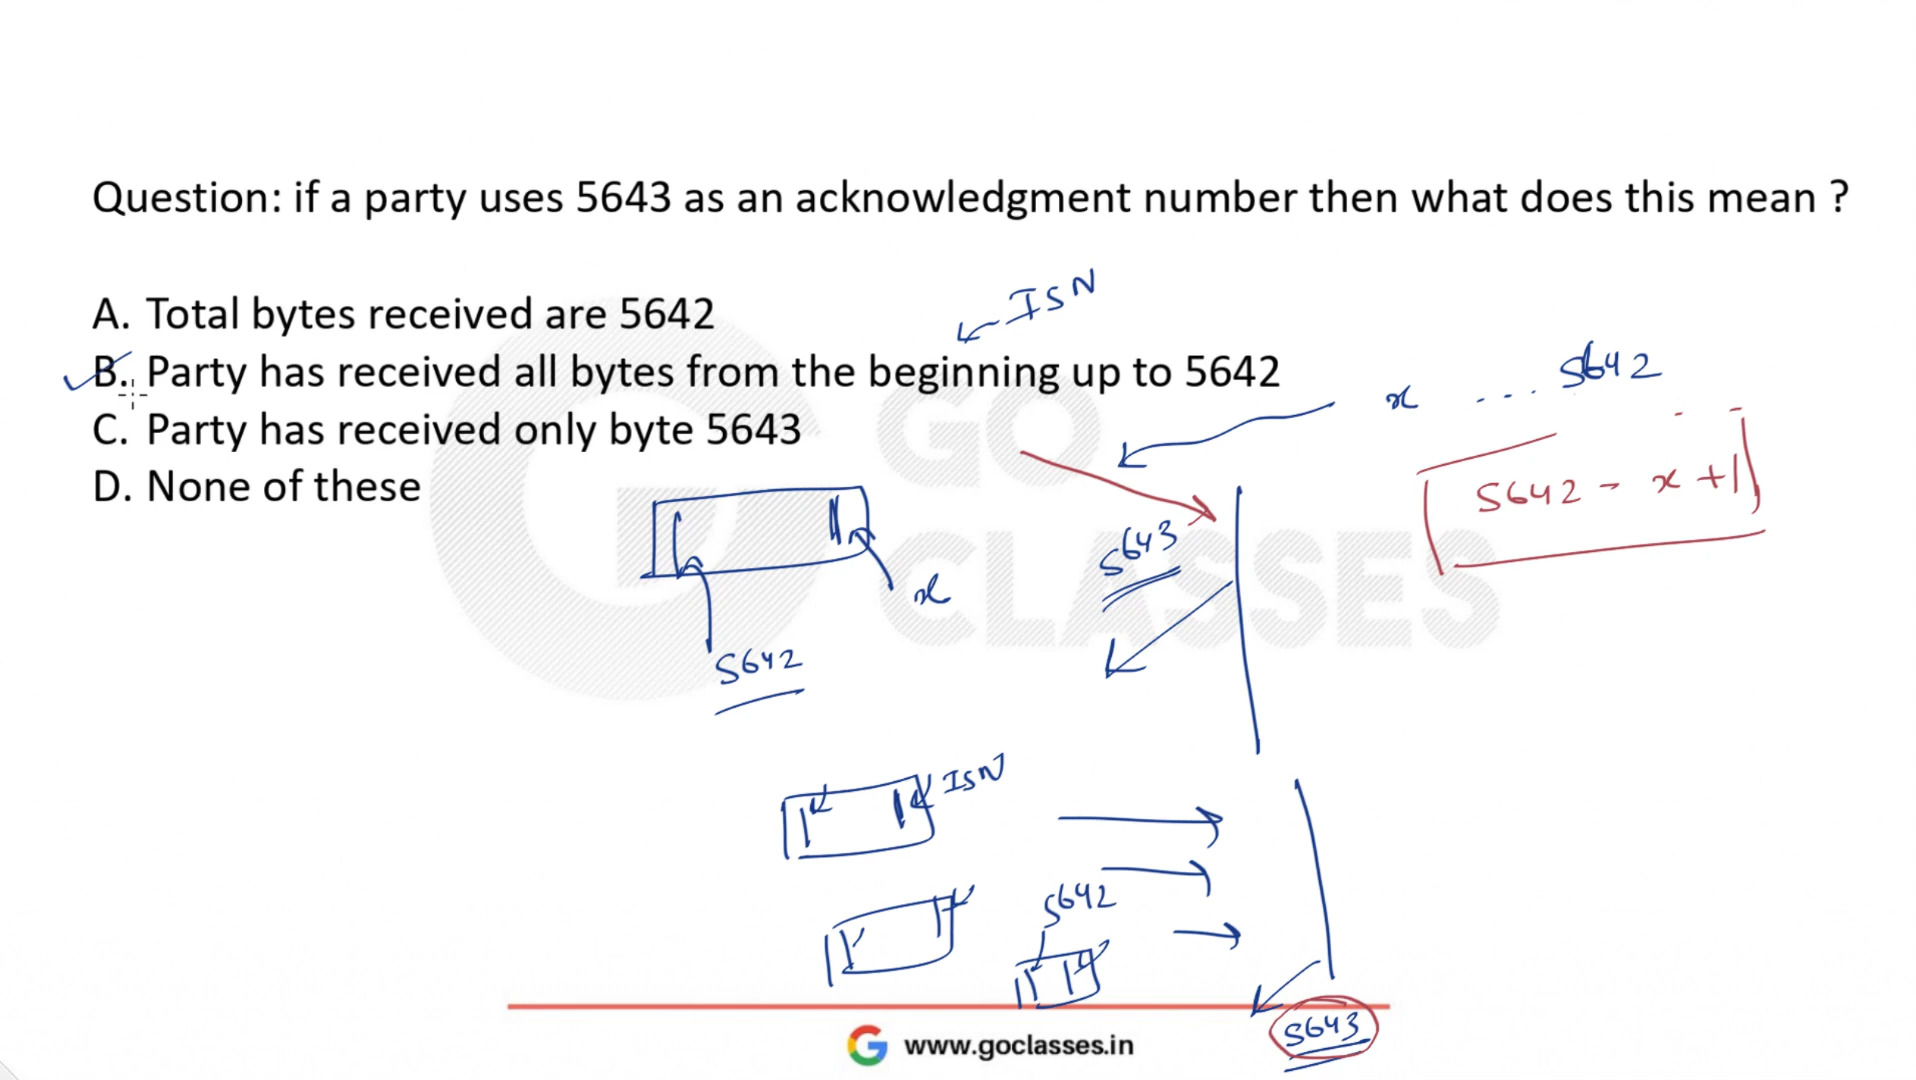 Question: if a party uses 5643 as an acknowledgment number then what does this mean ?
ISN
A. Total bytes received are 5642
B. Party has received all bytes from the beginning up to 5642
x ... 5642
C. Party has received only byte 5643
D. None of these
5642 - x +1
GO
CLASSES
5643
x
5642
ISN
5642
5643
www.goclasses.in